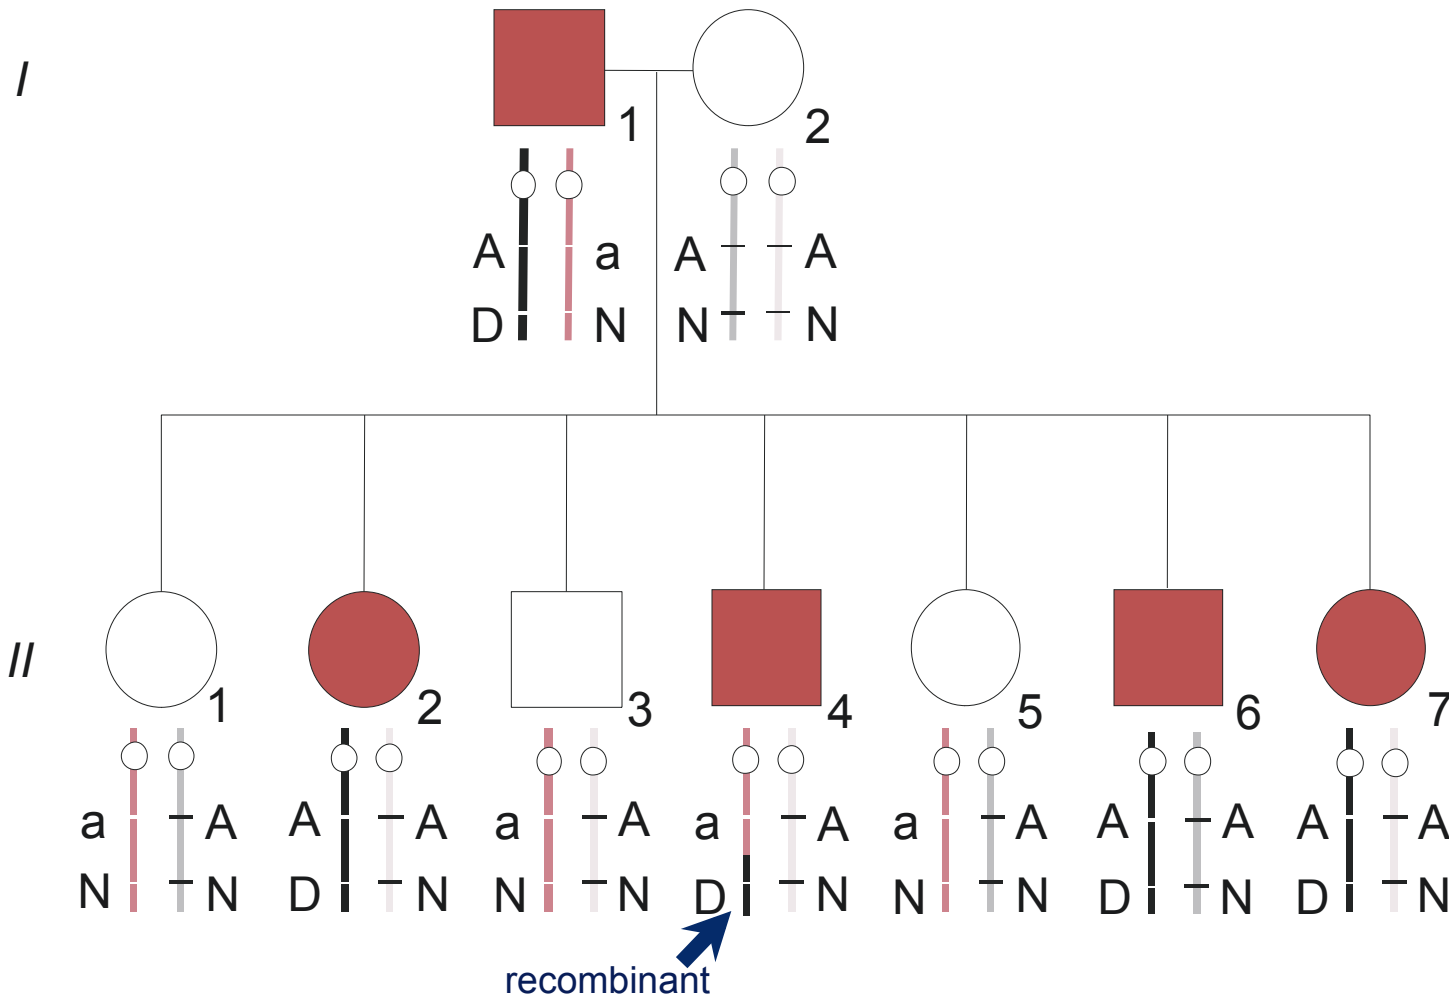 I
1 2
A a A A
D N N N
II
1 2 3 4 5 6 7
a A A A a A a A a A A A A A
N N D N N N D N N N D N D N
recombinant